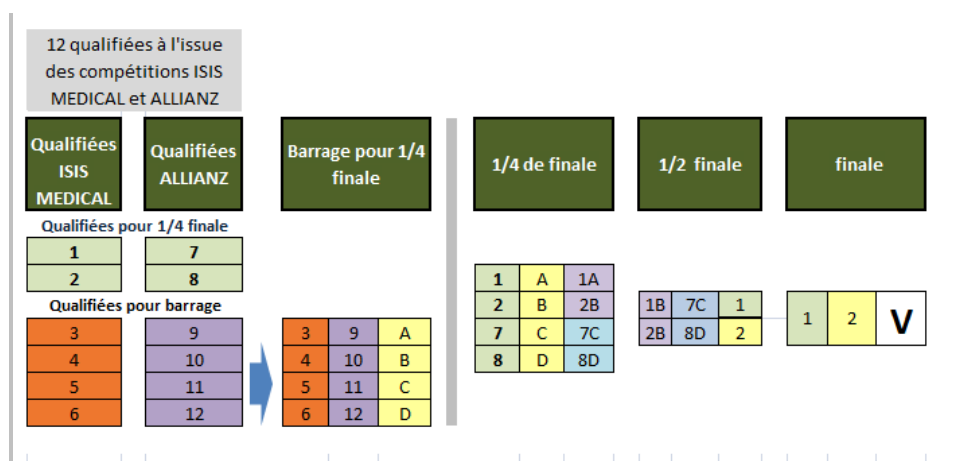 12 qualifiées à l'issue
des compétitions ISIS
MEDICAL et ALLIANZ
Qualifiées
ISIS
MEDICAL
Qualifiées
ALLIANZ
Barrage pour 1/4
finale
1/4 de finale
1/2 finale
finale
Qualifiées pour 1/4 finale
1 7
2 8
Qualifiées pour barrage
3 9
4 10
5 11
6 12
3 9 A
4 10 B
5 11 C
6 12 D
1 A 1A
2 B 2B
7 C 7C
8 D 8D
1B 7C 1
2B 8D 2
1 2 V